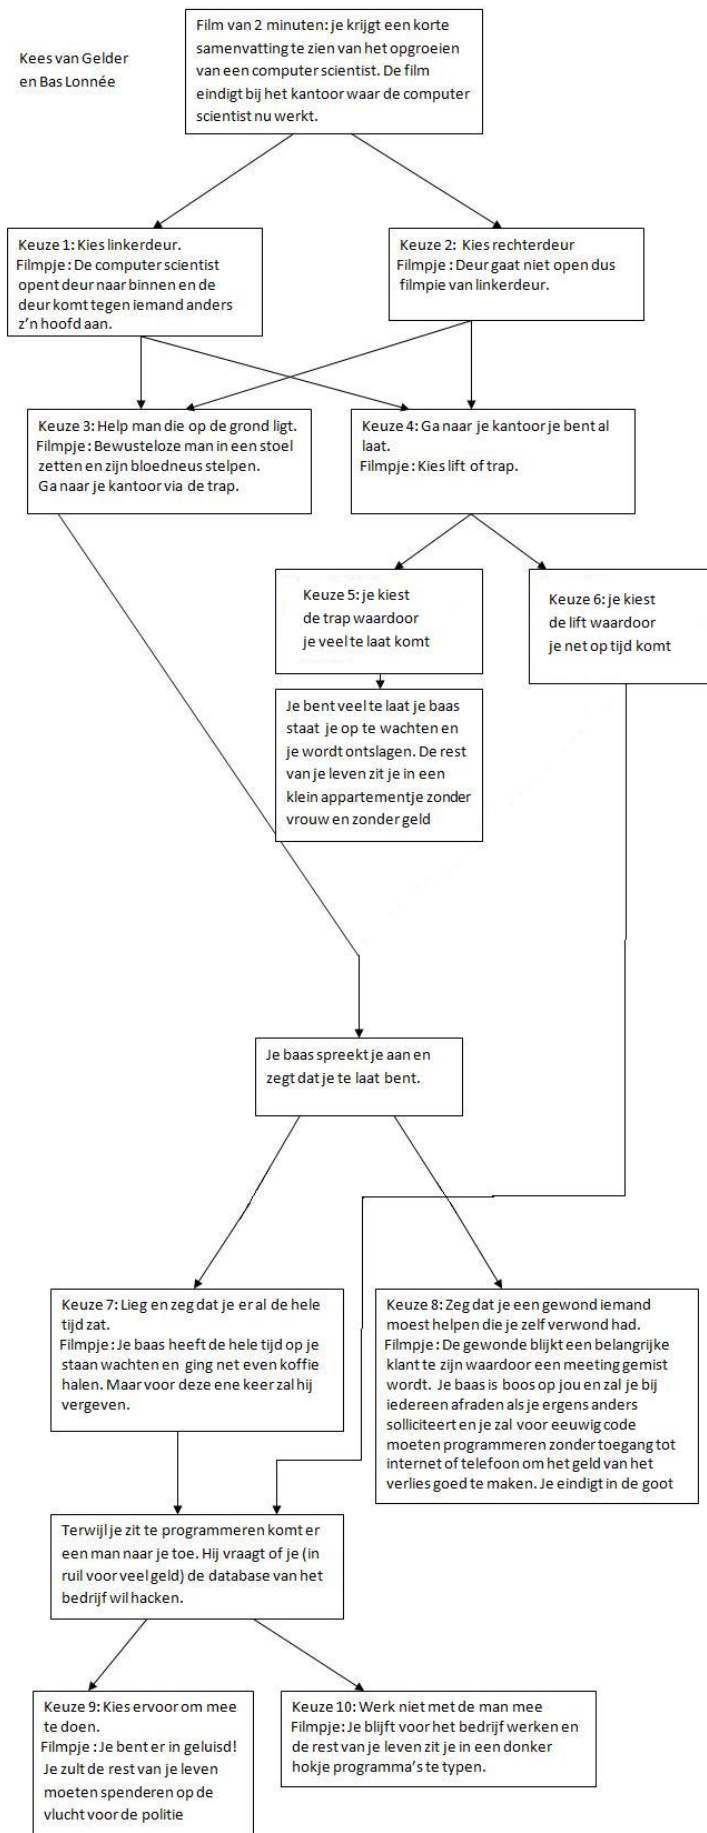 Kees van Gelder
en Bas Lonnée
Film van 2 minuten: je krijgt een korte
samenvatting te zien van het opgroeien
van een computer scientist. De film
eindigt bij het kantoor waar de computer
scientist nu werkt.
Keuze 1: Kies linkerdeur.
Filmpje: De computer scientist
opent deur naar binnen en de
deur komt tegen iemand anders
z'n hoofd aan.
Keuze 2: Kies rechterdeur
Filmpje: Deur gaat niet open dus
filmpie van linkerdeur.
Keuze 3: Help man die op de grond ligt.
Filmpje: Bewusteloze man in een stoel
zetten en zijn bloedneus stelpen.
Ga naar je kantoor via de trap.
Keuze 4: Ga naar je kantoor je bent al
laat.
Filmpje: Kies lift of trap.
Keuze 5: je kiest
de trap waardoor
je veel te laat komt
Keuze 6: je kiest
de lift waardoor
je net op tijd komt
Je bent veel te laat je baas
staat je op te wachten en
je wordt ontslagen. De rest
van je leven zit je in een
klein appartementje zonder
vrouw en zonder geld
Je baas spreekt je aan en
zegt dat je te laat bent.
Keuze 7: Lieg en zeg dat je er al de hele
tijd zat.
Filmpje: Je baas heeft de hele tijd op je
staan wachten en ging net even koffie
halen. Maar voor deze ene keer zal hij
vergeven.
Keuze 8: Zeg dat je een gewond iemand
moest helpen die je zelf verwond had.
Filmpje: De gewonde blijkt een belangrijke
klant te zijn waardoor een meeting gemist
wordt. Je baas is boos op jou en zal je bij
iedereen afraden als je ergens anders
solliciteert en je zal voor eeuwig code
moeten programmeren zonder toegang tot
internet of telefoon om het geld van het
verlies goed te maken. Je eindigt in de goot
Terwijl je zit te programmeren komt er
een man naar je toe. Hij vraagt of je (in
ruil voor veel geld) de database van het
bedrijf wil hacken.
Keuze 9: Kies ervoor om mee
te doen.
Filmpje: Je bent er in geluisd!
Je zult de rest van je leven
moeten spenderen op de
vlucht voor de politie
Keuze 10: Werk niet met de man mee
Filmpje: Je blijft voor het bedrijf werken en
de rest van je leven zit je in een donker
hokje programma's te typen.